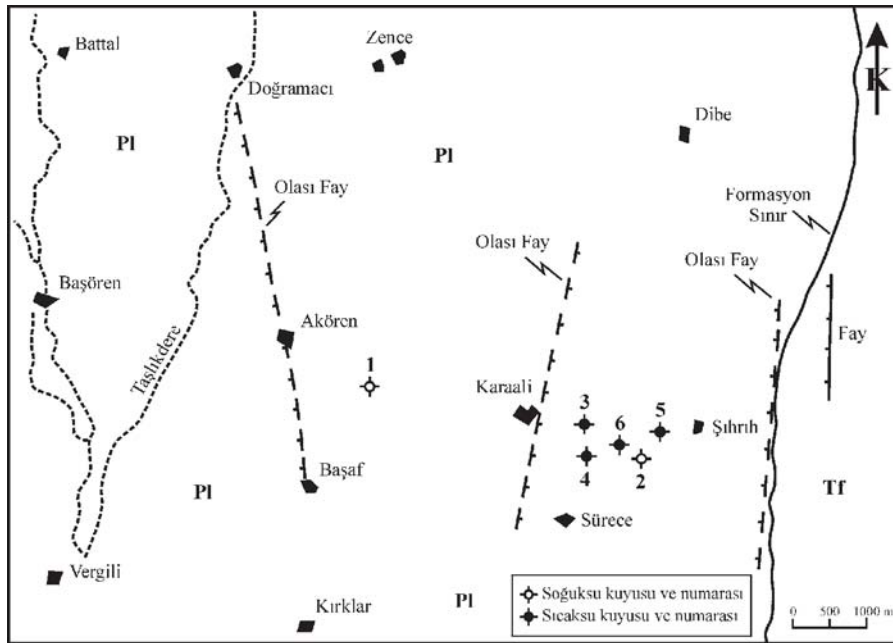 Battal
Zence
K
Doğramacı
Dibe
Pl
Pl
Olası Fay
Formasyon
Sınır
Olası Fay
Olası Fay
Başören
Taşlıkdere
Akören
1
Fay
Karaali
3
6
5
Şıhrıh
4
2
Başaf
Pl
Tf
Sürece
Vergili
Kırklar
Pl
Soğuksu kuyusu ve numarası
Sıcaksu kuyusu ve numarası
0 500 1000 m